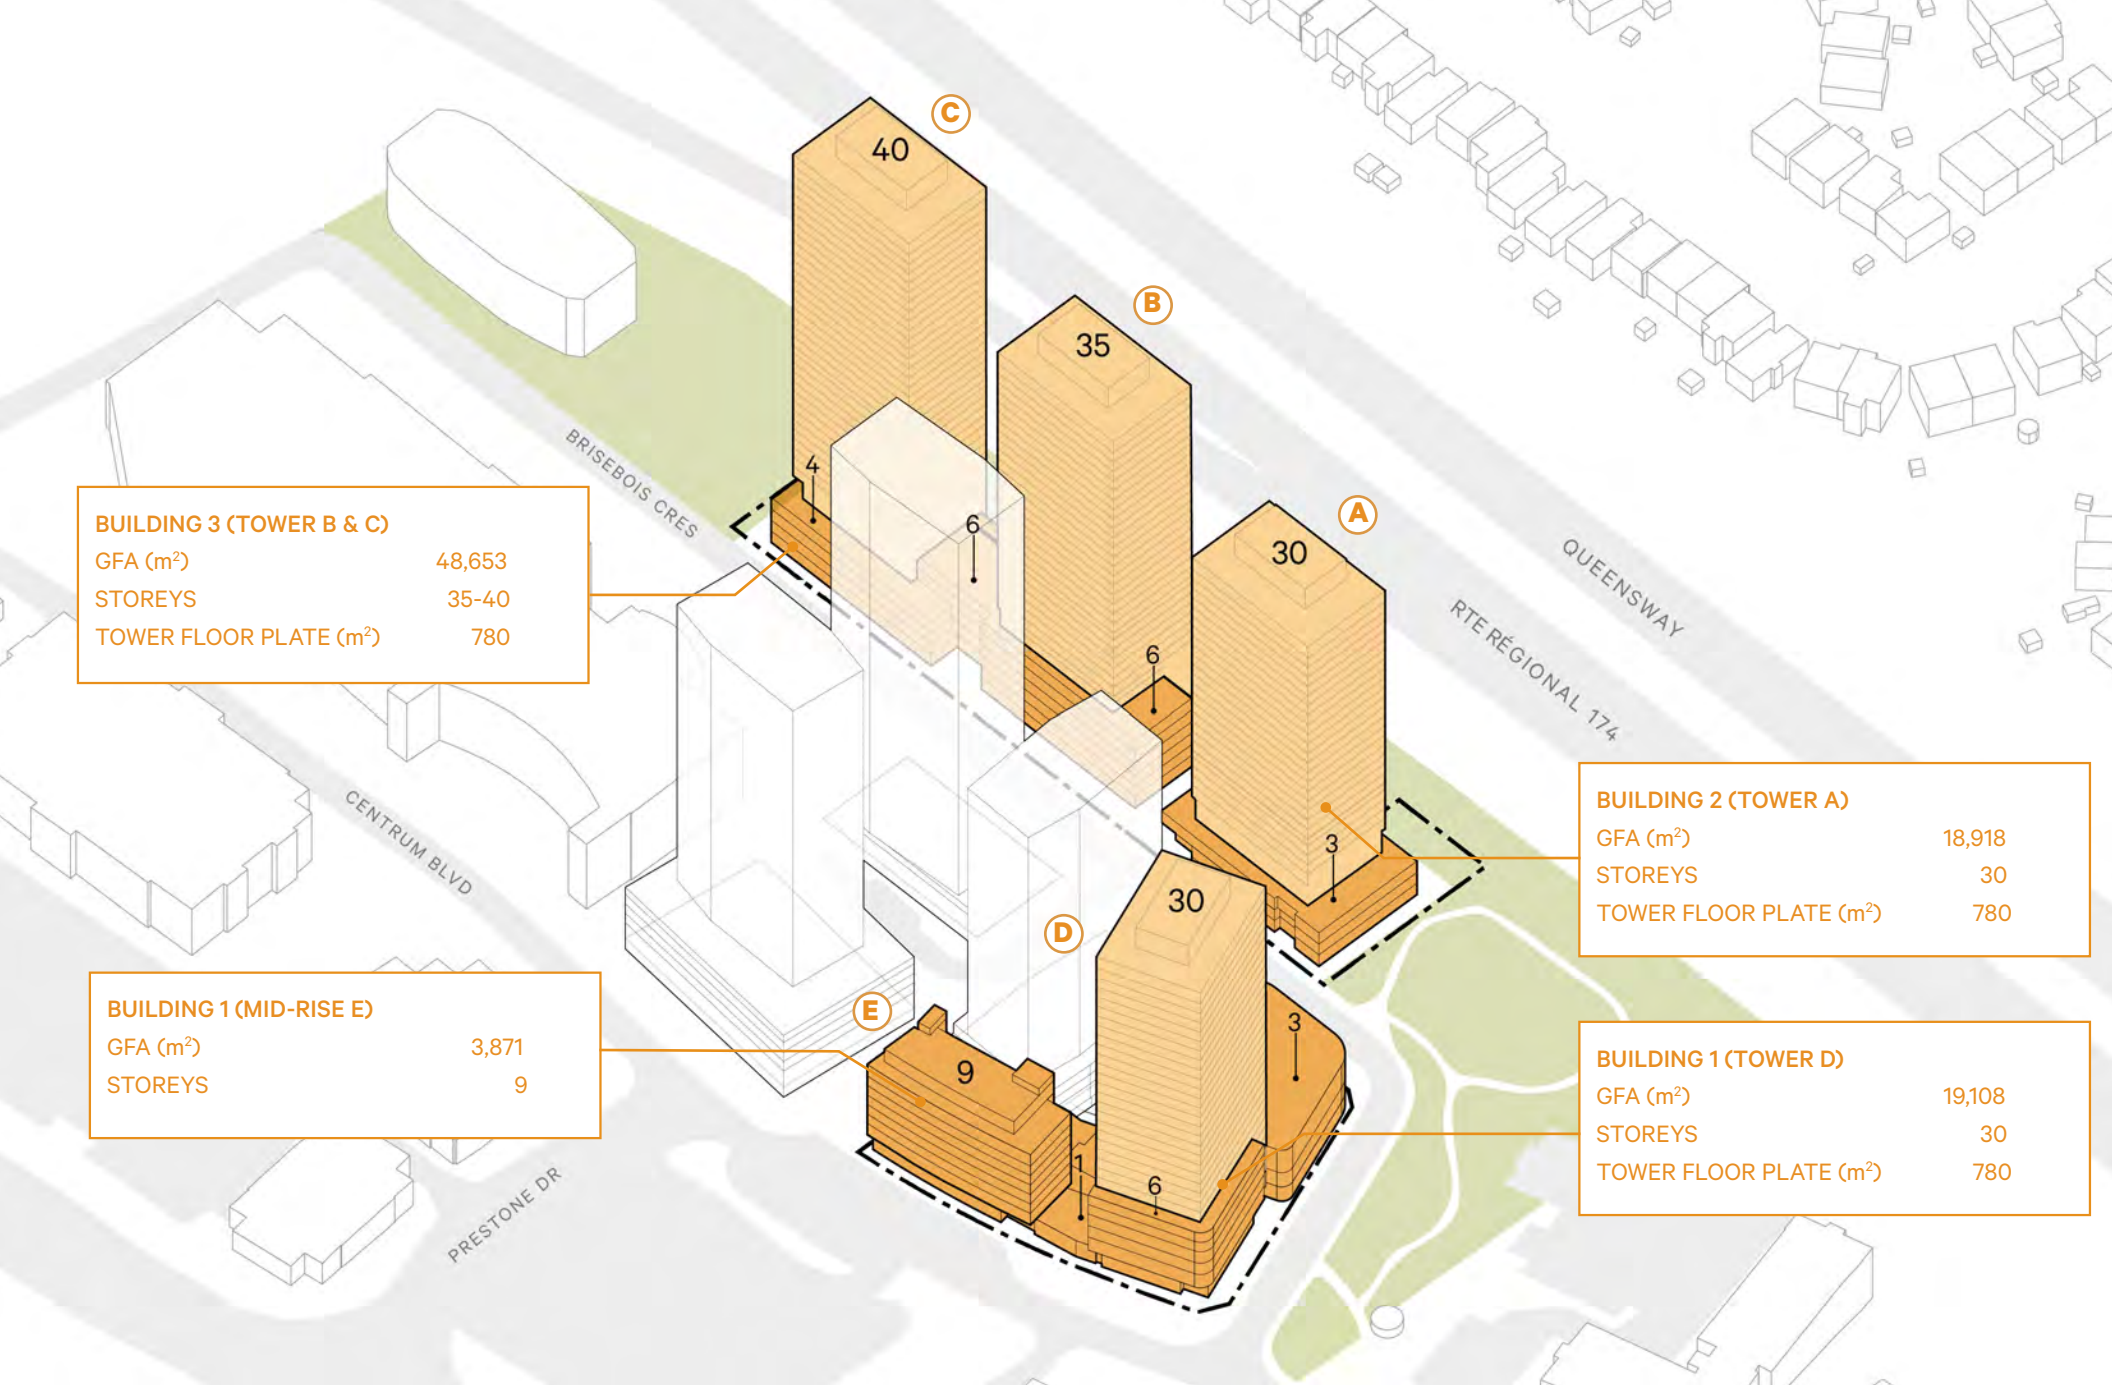 C
40
B
35
A
30
4
6
6
3
BRISEBOIS CRES
QUEENSWAY
RTE RÉGIONAL 174
BUILDING 3 (TOWER B & C)
GFA (m²) 48,653
STOREYS 35-40
TOWER FLOOR PLATE (m²) 780
BUILDING 2 (TOWER A)
GFA (m²) 18,918
STOREYS 30
TOWER FLOOR PLATE (m²) 780
CENTRUM BLVD
D
30
E
9
3
1
6
BUILDING 1 (MID-RISE E)
GFA (m²) 3,871
STOREYS 9
BUILDING 1 (TOWER D)
GFA (m²) 19,108
STOREYS 30
TOWER FLOOR PLATE (m²) 780
PRESTONE DR